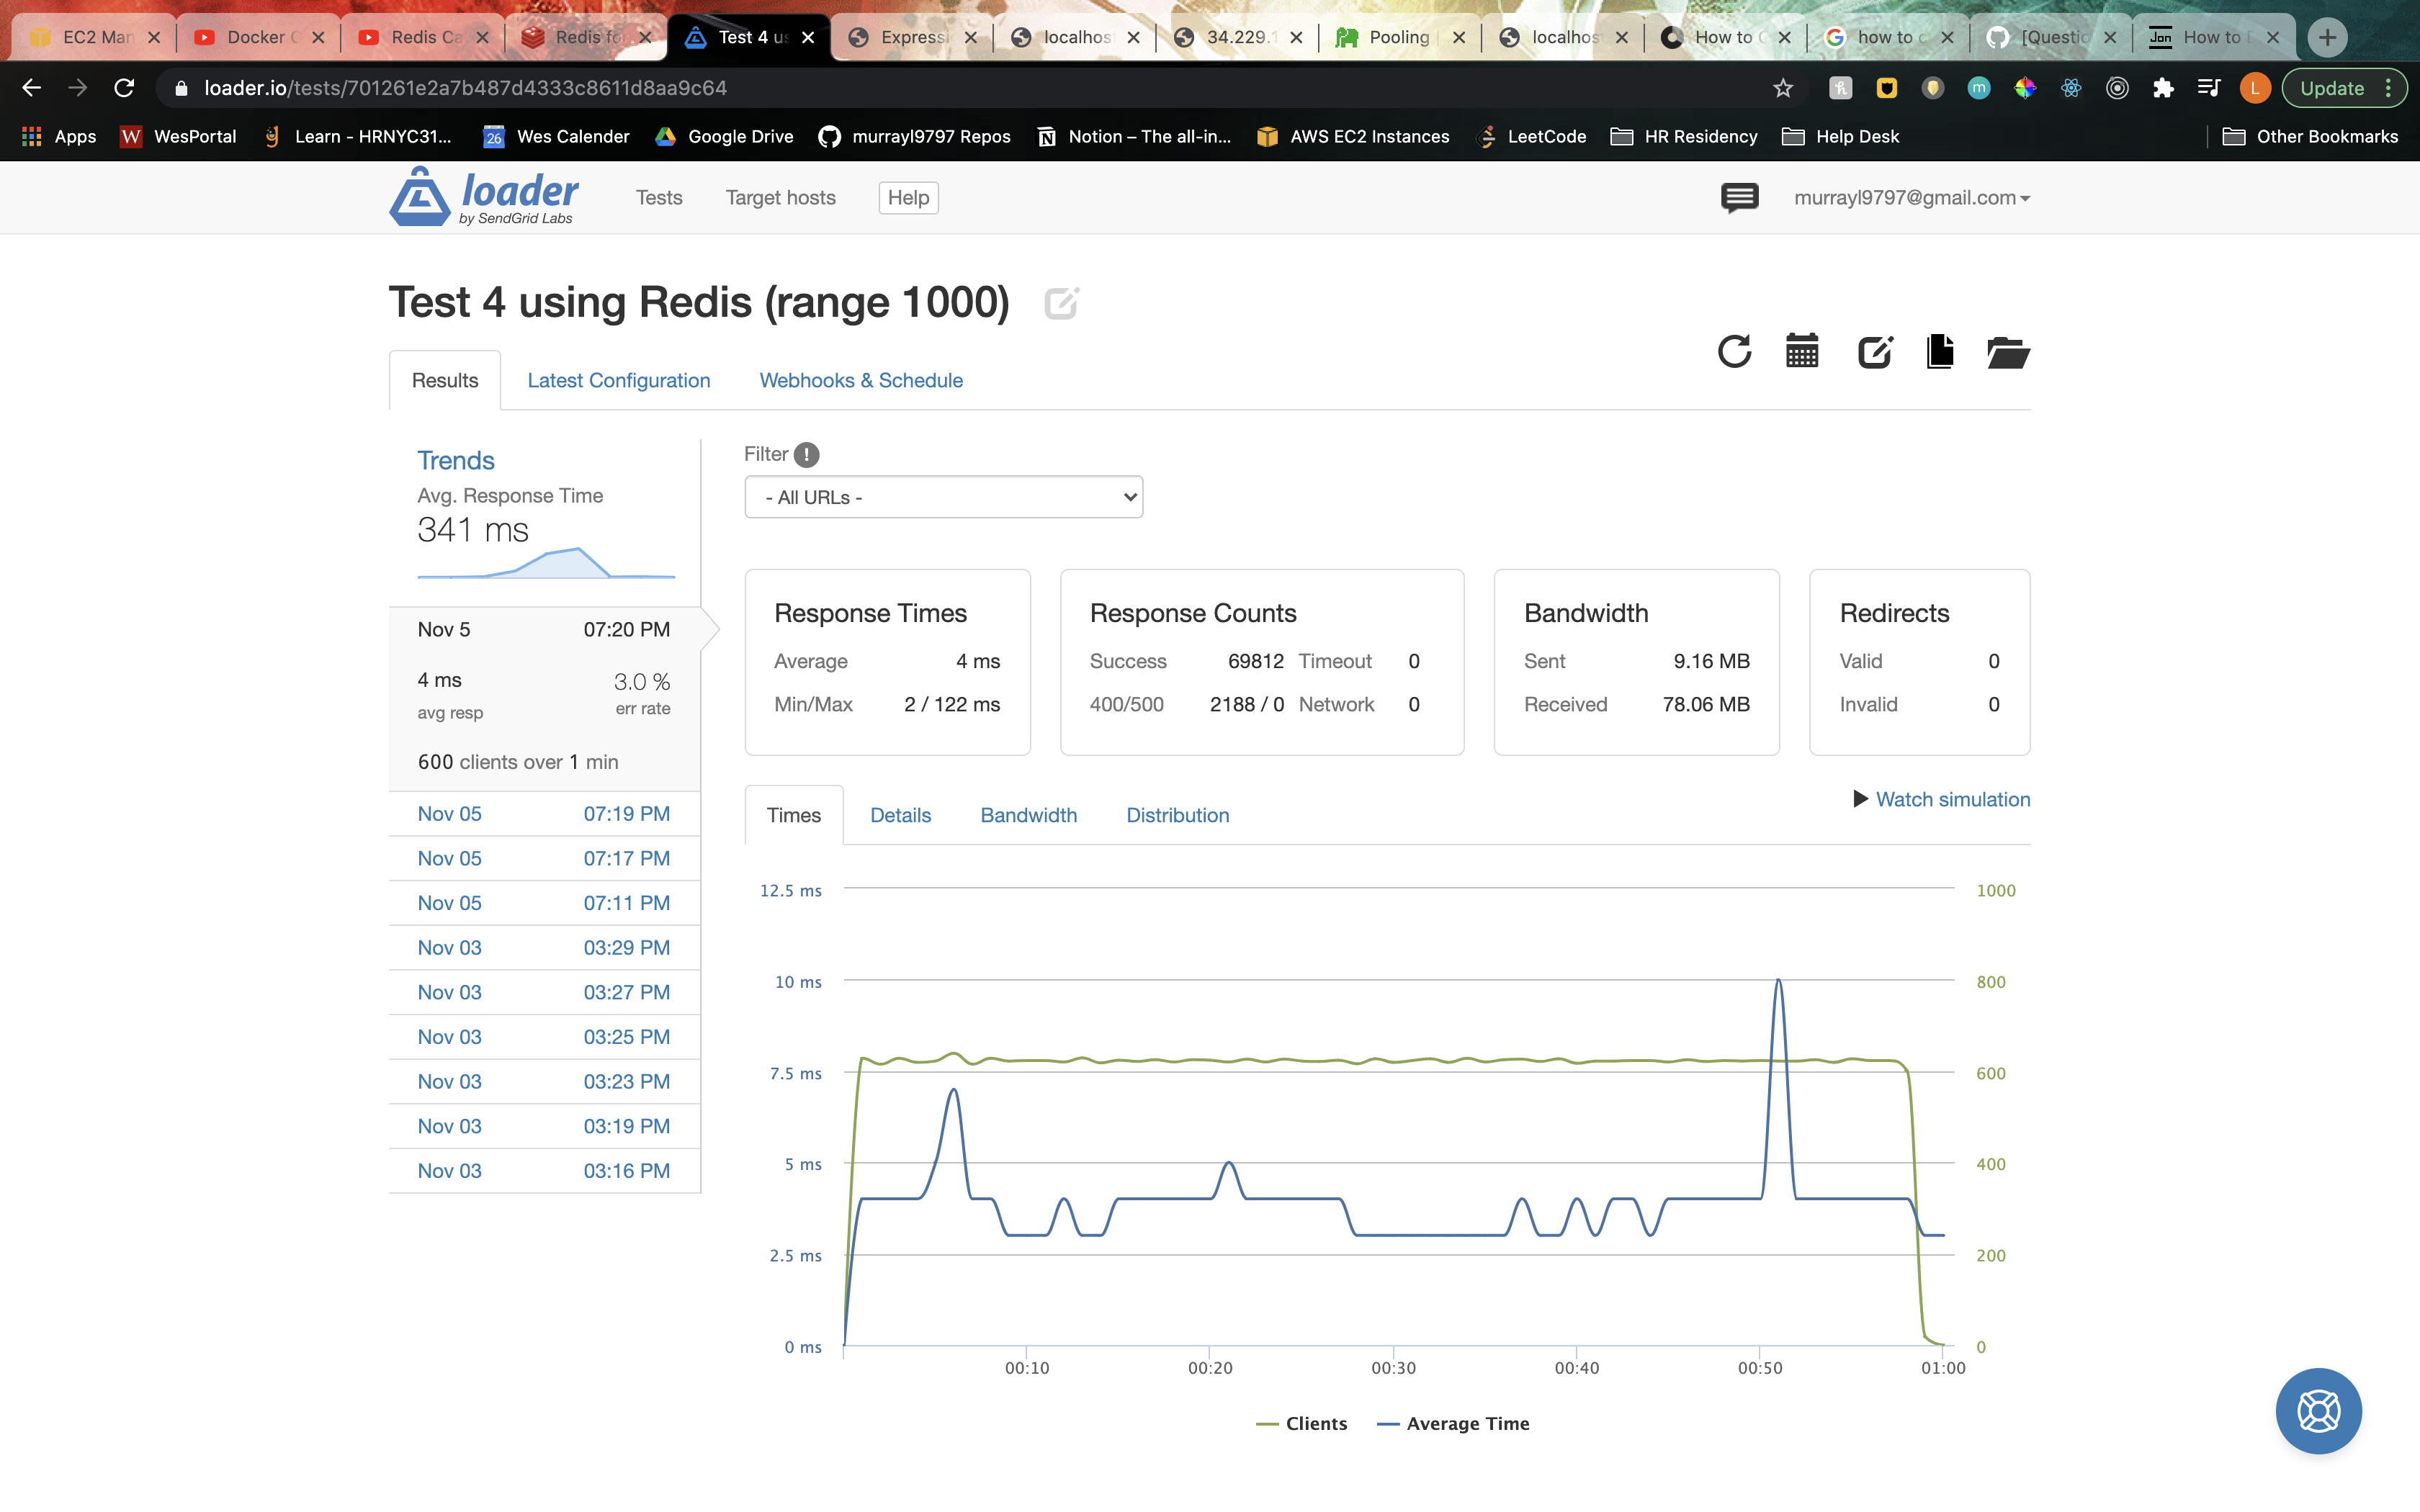 EC2 Man
Docker C
Redis Ca
Redis fo
Test 4 us
Express
localhos
34.229.1
Pooling
localhos
How to C
how to c
[Questic
How to
loader.io/tests/701261e2a7b487d4333c8611d8aa9c64
Update
Apps
WesPortal
Learn - HRNYC31...
Wes Calender
Google Drive
murrayl9797 Repos
Notion – The all-in...
AWS EC2 Instances
LeetCode
HR Residency
Help Desk
Other Bookmarks
loader
by SendGrid Labs
Tests
Target hosts
Help
murrayl9797@gmail.com
Test 4 using Redis (range 1000)
Results
Latest Configuration
Webhooks & Schedule
Trends
Avg. Response Time
341 ms
Nov 5 07:20 PM
4 ms 3.0 %
avg resp err rate
600 clients over 1 min
Nov 05 07:19 PM
Nov 05 07:17 PM
Nov 05 07:11 PM
Nov 03 03:29 PM
Nov 03 03:27 PM
Nov 03 03:25 PM
Nov 03 03:23 PM
Nov 03 03:19 PM
Nov 03 03:16 PM
Filter
- All URLs -
Response Times
Average 4 ms
Min/Max 2 / 122 ms
Response Counts
Success 69812 Timeout 0
400/500 2188 / 0 Network 0
Bandwidth
Sent 9.16 MB
Received 78.06 MB
Redirects
Valid 0
Invalid 0
Times
Details
Bandwidth
Distribution
Watch simulation
12.5 ms
10 ms
7.5 ms
5 ms
2.5 ms
0 ms
1000
800
600
400
200
0
00:10
00:20
00:30
00:40
00:50
01:00
Clients
Average Time